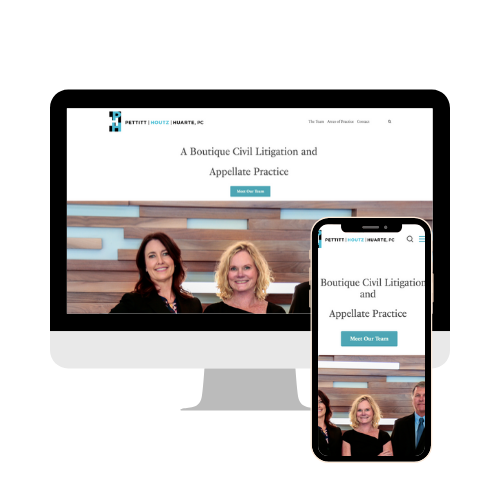 PETTITT | HOUTZ | HUARTE, PC
The Team Areas of Practice Contact
A Boutique Civil Litigation and
Appellate Practice
Meet Our Team
PETTITT | HOUTZ | HUARTE, PC
Boutique Civil Litigation
and
Appellate Practice
Meet Our Team